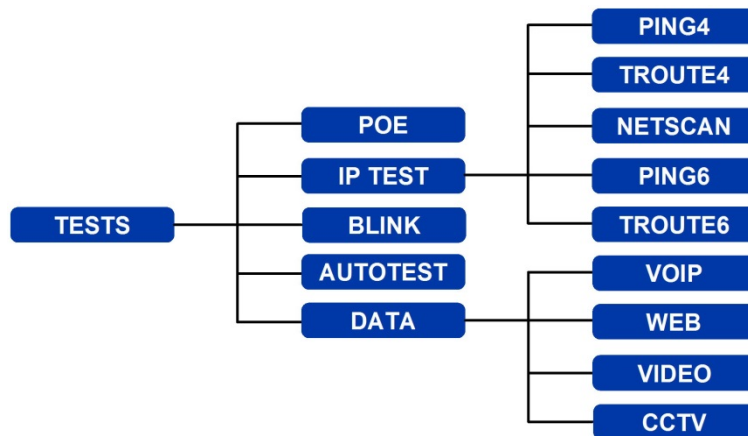 TESTS
POE
IP TEST
BLINK
AUTOTEST
DATA
PING4
TROUTE4
NETSCAN
PING6
TROUTE6
VOIP
WEB
VIDEO
CCTV